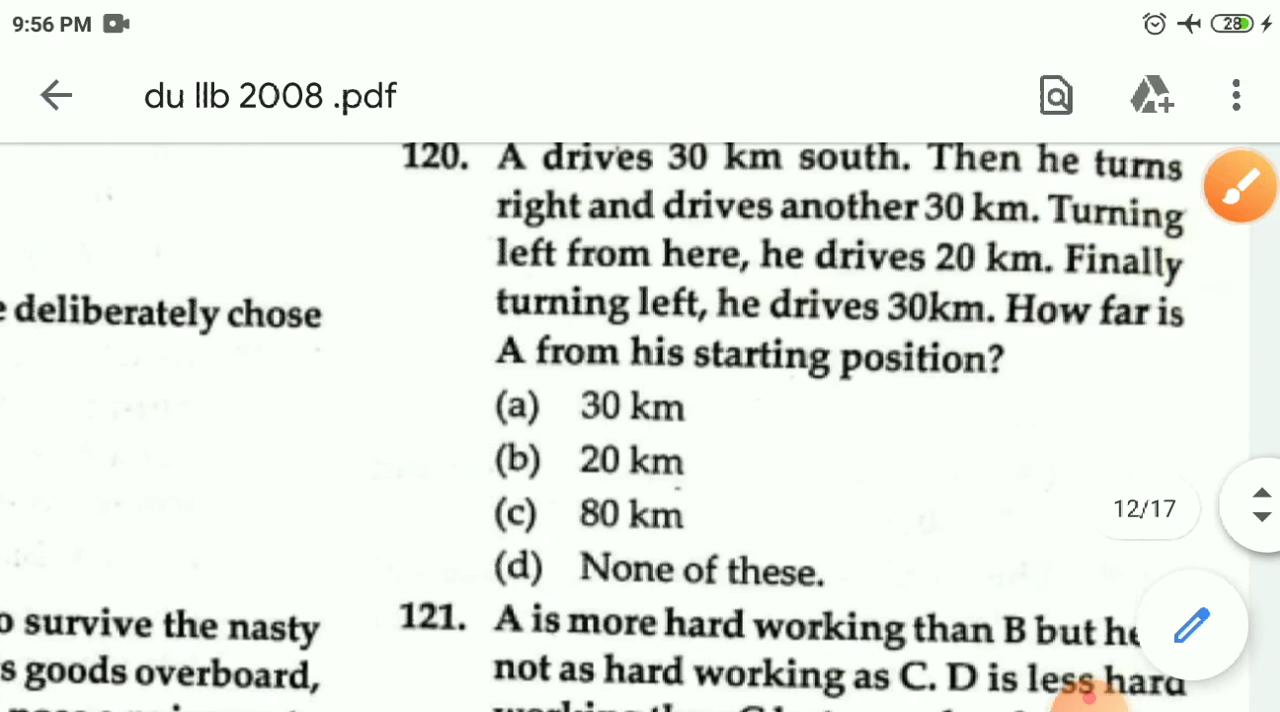 9:56 PM
28
du llb 2008 .pdf
120. A drives 30 km south. Then he turns
right and drives another 30 km. Turning
left from here, he drives 20 km. Finally
turning left, he drives 30km. How far is
A from his starting position?
(a) 30 km
(b) 20 km
(c) 80 km
(d) None of these.
deliberately chose
survive the nasty
s goods overboard,
12/17
121. A is more hard working than B but
not as hard working as C. D is less hard